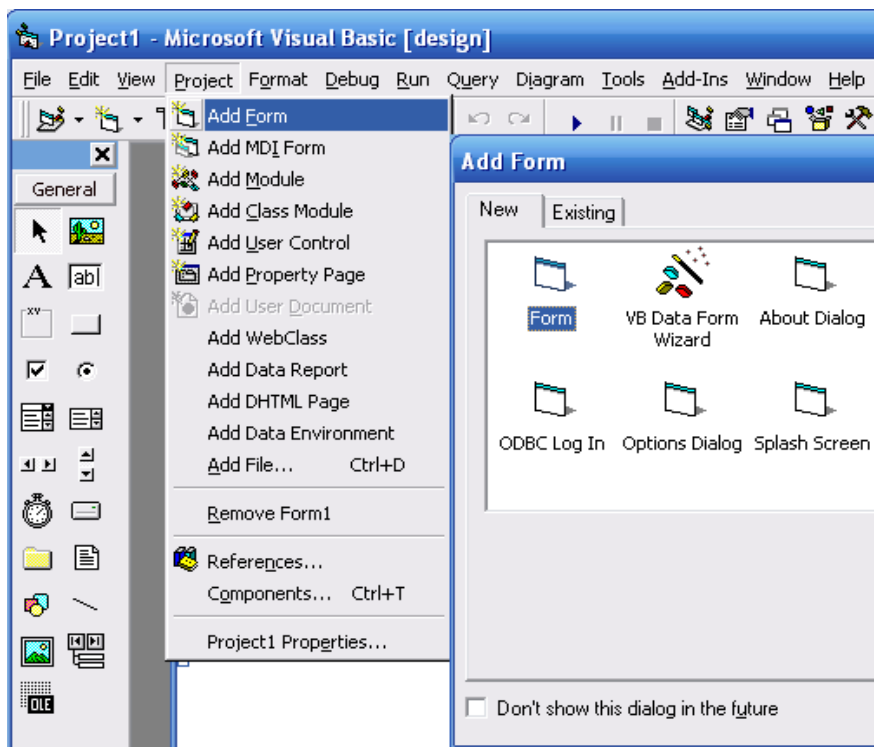 Project1 - Microsoft Visual Basic [design]
File Edit View Project Format Debug Run Query Diagram Tools Add-Ins Window Help
General
A
ab
xy
OLE
Add Form
Add MDI Form
Add Module
Add Class Module
Add User Control
Add Property Page
Add User Document
Add WebClass
Add Data Report
Add DHTML Page
Add Data Environment
Add File... Ctrl+D
Remove Form1
References...
Components... Ctrl+T
Project1 Properties...
Add Form
New Existing
Form
VB Data Form
Wizard
About Dialog
ODBC Log In
Options Dialog
Splash Screen
Don't show this dialog in the future